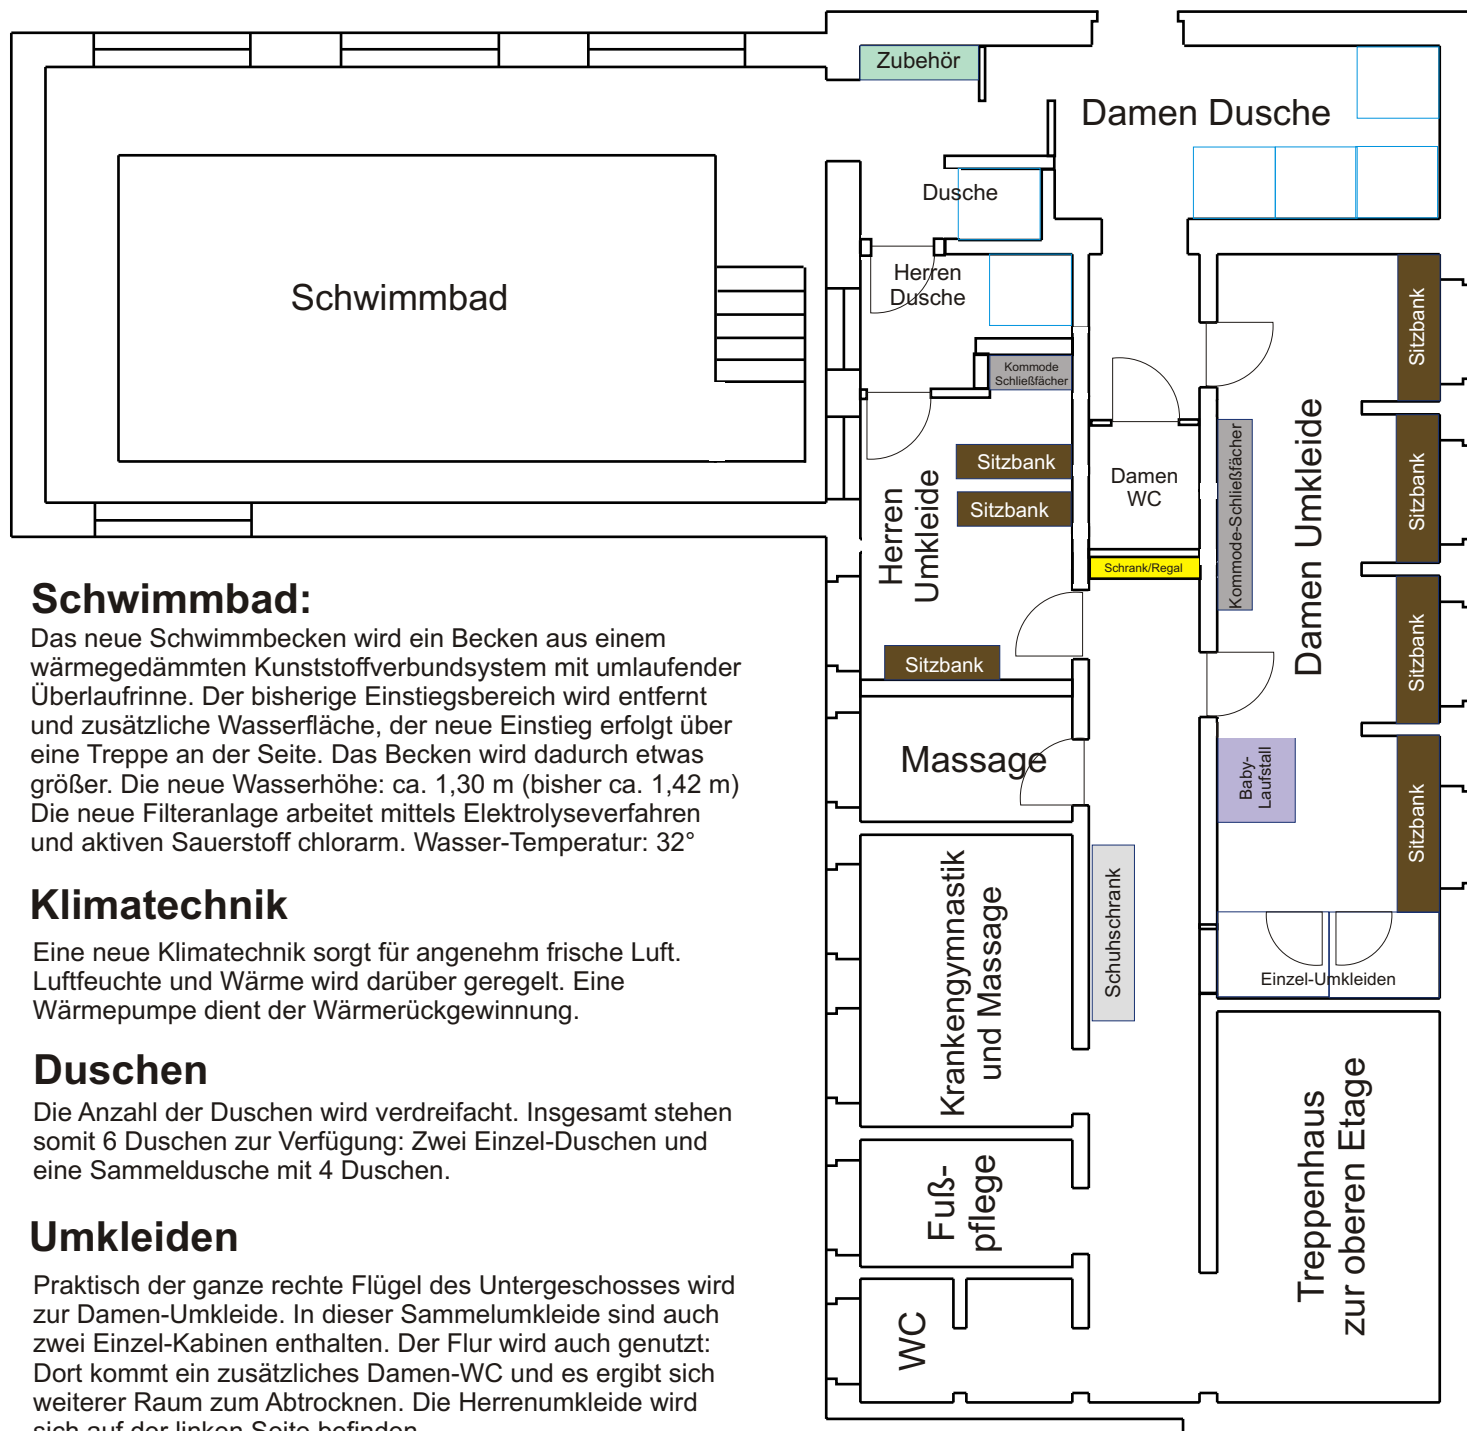 Zubehör
Damen Dusche
Dusche
Herren
Dusche
Schwimmbad
Kommode
Schließfächer
Sitzbank
Sitzbank
Herren
Umkleide
Damen
WC
Schrank/Regal
Kommode-Schließfächer
Damen Umkleide
Sitzbank
Sitzbank
Sitzbank
Sitzbank
Sitzbank
Massage
Baby-
Laufstall
Krankengymnastik
und Massage
Schuhschrank
Einzel-Umkleiden
Fuß-
pflege
WC
Treppenhaus
zur oberen Etage
Schwimmbad:
Das neue Schwimmbecken wird ein Becken aus einem
wärmegedämmten Kunststoffverbundsystem mit umlaufender
Überlaufrinne. Der bisherige Einstiegsbereich wird entfernt
und zusätzliche Wasserfläche, der neue Einstieg erfolgt über
eine Treppe an der Seite. Das Becken wird dadurch etwas
größer. Die neue Wasserhöhe: ca. 1,30 m (bisher ca. 1,42 m)
Die neue Filteranlage arbeitet mittels Elektrolyseverfahren
und aktiven Sauerstoff chlorarm. Wasser-Temperatur: 32°
Klimatechnik
Eine neue Klimatechnik sorgt für angenehm frische Luft.
Luftfeuchte und Wärme wird darüber geregelt. Eine
Wärmepumpe dient der Wärmerückgewinnung.
Duschen
Die Anzahl der Duschen wird verdreifacht. Insgesamt stehen
somit 6 Duschen zur Verfügung: Zwei Einzel-Duschen und
eine Sammeldusche mit 4 Duschen.
Umkleiden
Praktisch der ganze rechte Flügel des Untergeschosses wird
zur Damen-Umkleide. In dieser Sammelumkleide sind auch
zwei Einzel-Kabinen enthalten. Der Flur wird auch genutzt:
Dort kommt ein zusätzliches Damen-WC und es ergibt sich
weiterer Raum zum Abtrocknen. Die Herrenumkleide wird
sich auf der linken Seite befinden.